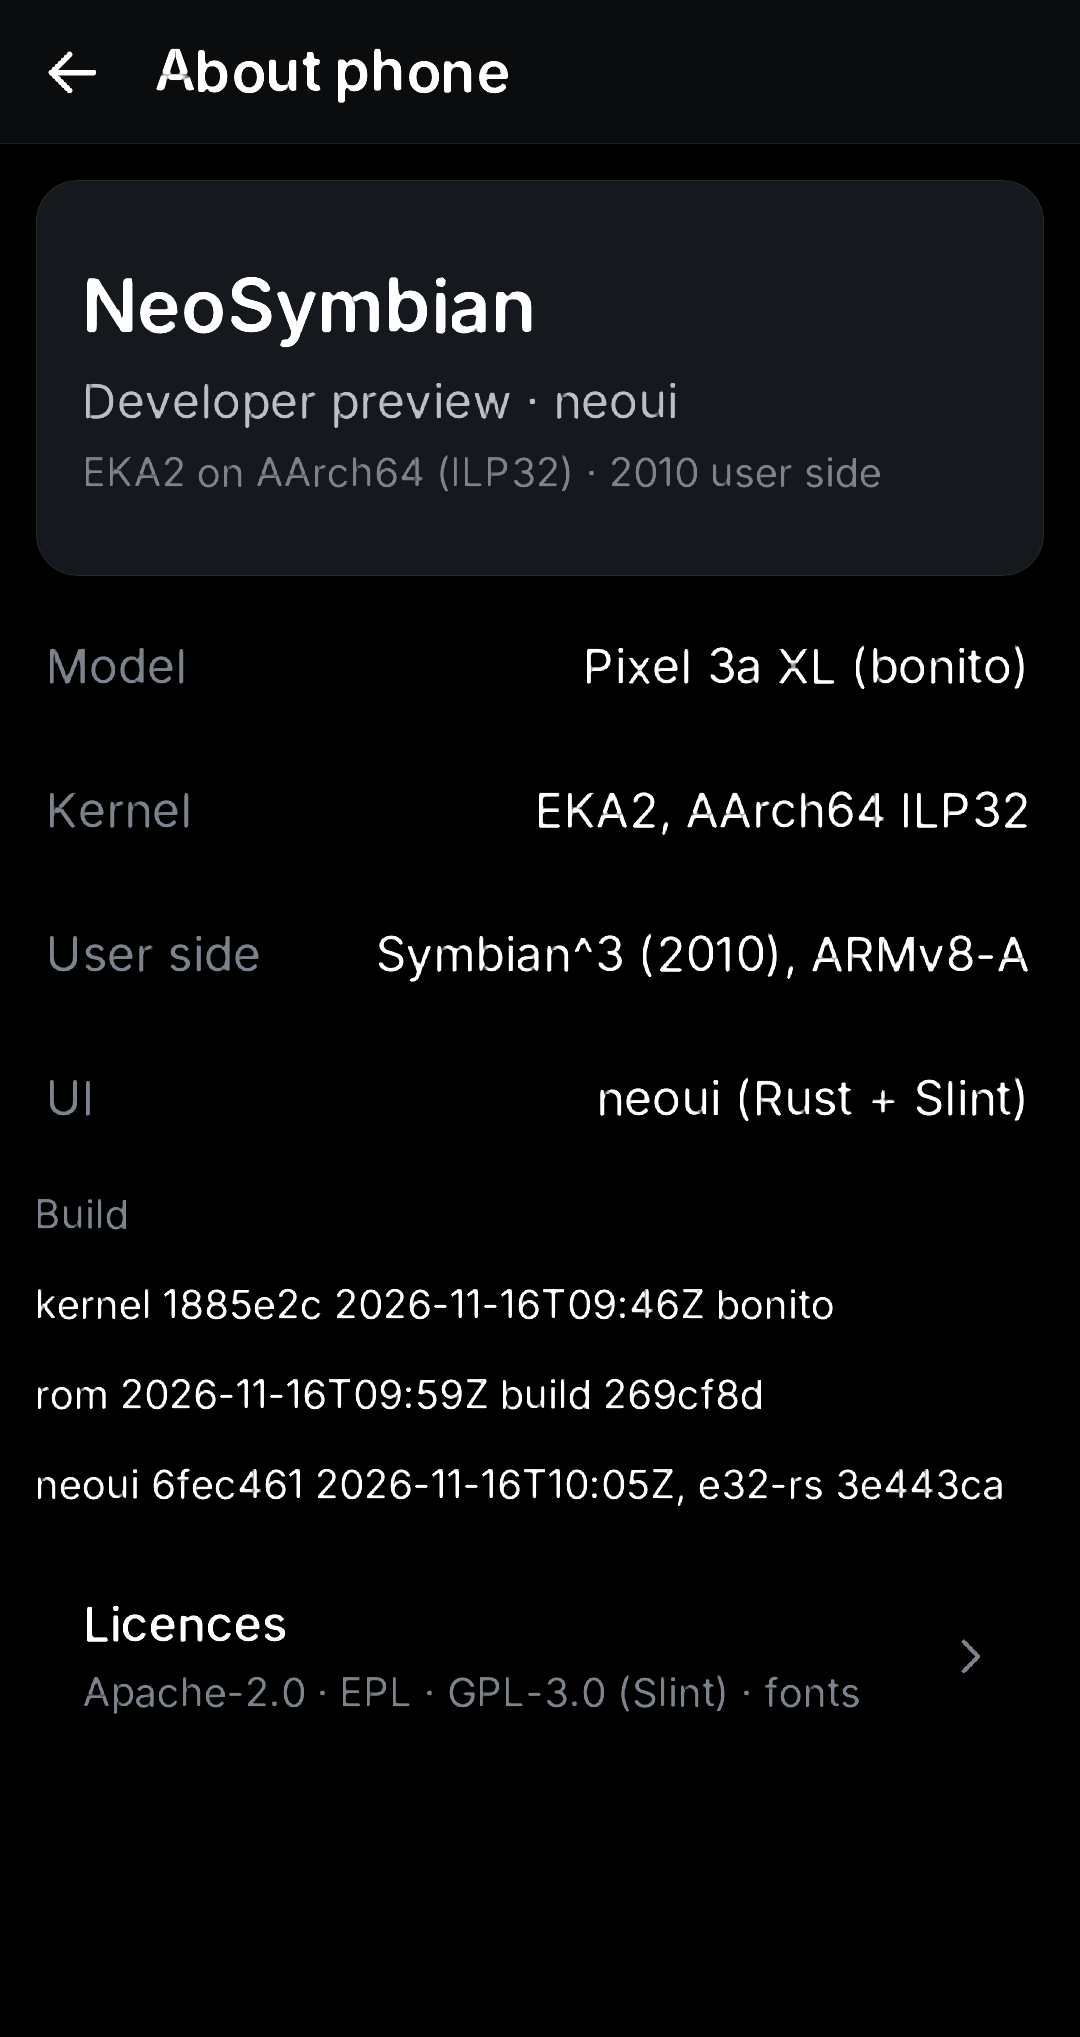 About phone
NeoSymbian
Developer preview · neoui
EKA2 on AArch64 (ILP32) · 2010 user side
Model Pixel 3a XL (bonito)
Kernel EKA2, AArch64 ILP32
User side Symbian^3 (2010), ARMv8-A
UI neoui (Rust + Slint)
Build
kernel 1885e2c 2026-11-16T09:46Z bonito
rom 2026-11-16T09:59Z build 269cf8d
neoui 6fec461 2026-11-16T10:05Z, e32-rs 3e443ca
Licences
Apache-2.0 · EPL · GPL-3.0 (Slint) · fonts